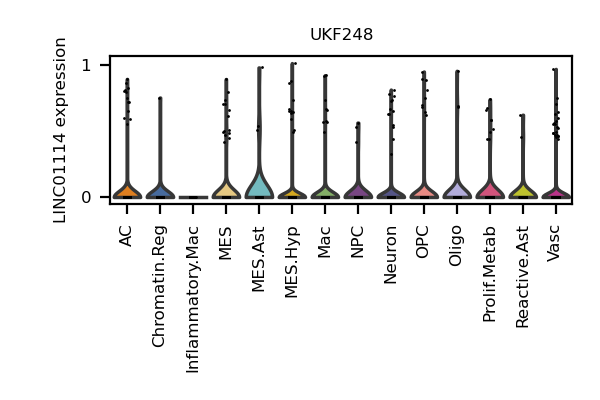 UKF248
LINC01114 expression
1
0
AC
Chromatin.Reg
Inflammatory.Mac
MES
MES.Ast
MES.Hyp
Mac
NPC
Neuron
OPC
Oligo
Prolif.Metab
Reactive.Ast
Vasc